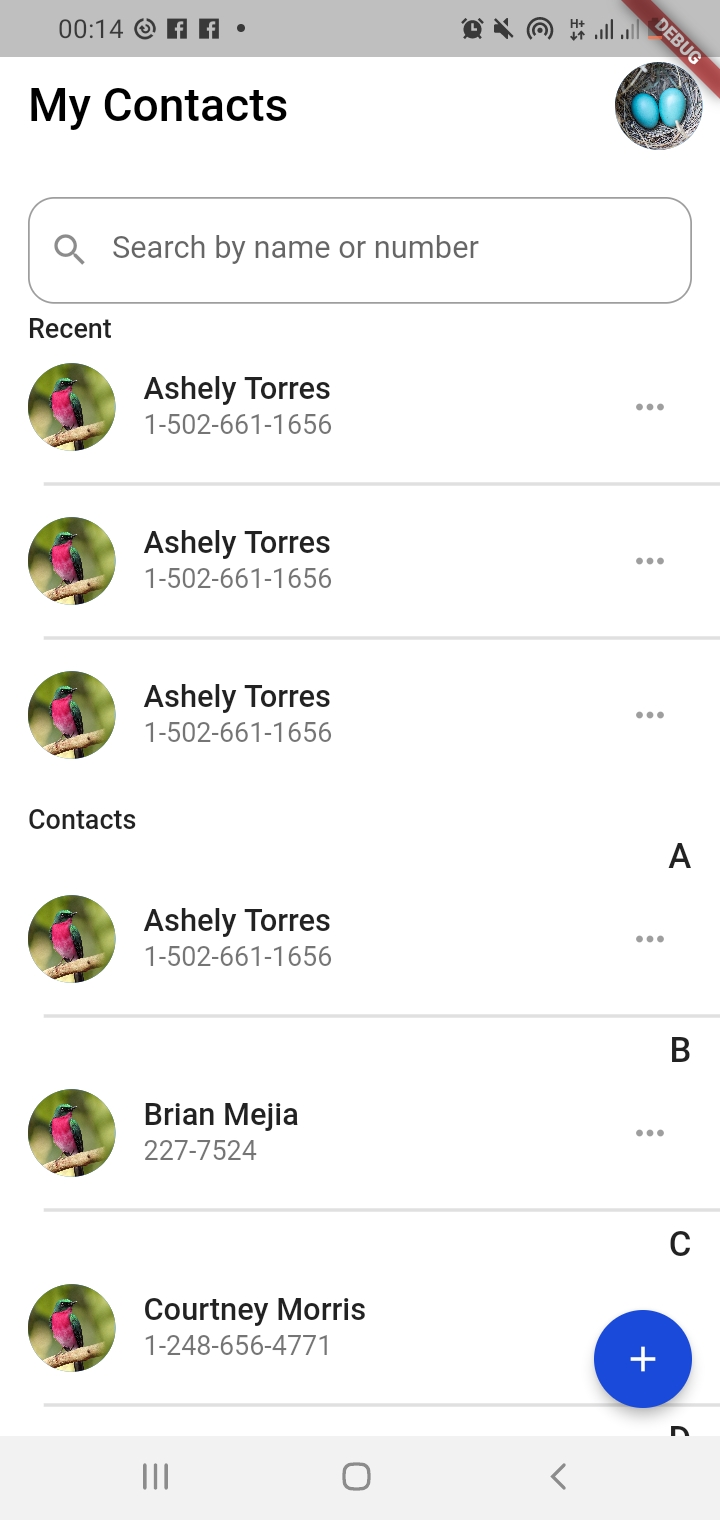 00:14
H+
DEBUG
My Contacts
Search by name or number
Recent
Ashely Torres
1-502-661-1656
Ashely Torres
1-502-661-1656
Ashely Torres
1-502-661-1656
Contacts
A
Ashely Torres
1-502-661-1656
B
Brian Mejia
227-7524
C
Courtney Morris
1-248-656-4771
D